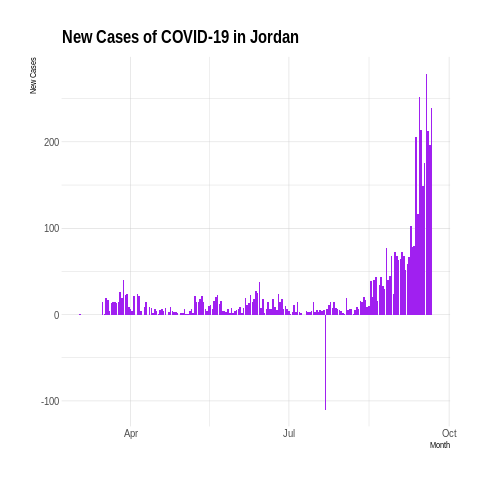 New Cases of COVID-19 in Jordan
New Cases
200
100
0
-100
Apr
Jul
Oct
Month